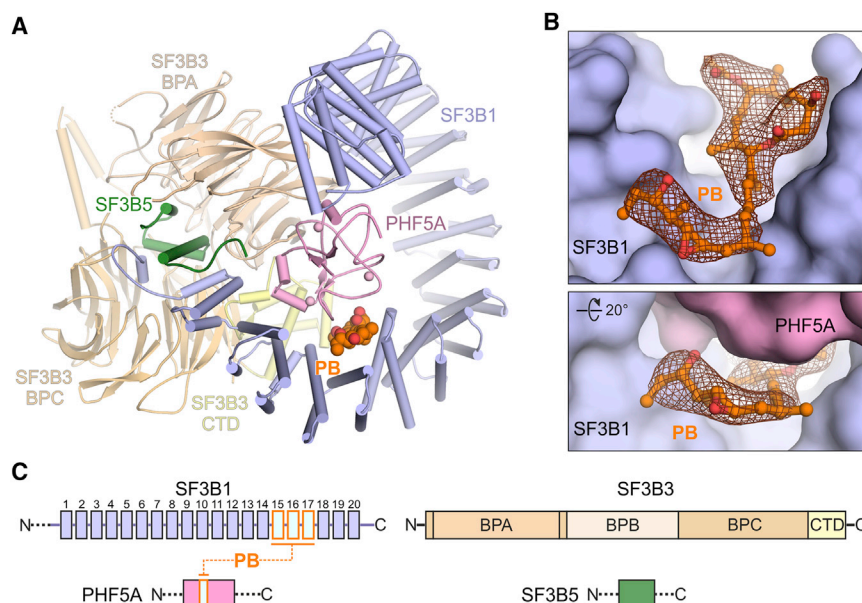 A
SF3B3
BPA
SF3B1
SF3B5
PHF5A
SF3B3
BPC
SF3B3
CTD
PB
B
PB
SF3B1
20°
PHF5A
SF3B1
PB
C
SF3B1
1 2 3 4 5 6 7 8 9 10 11 12 13 14 15 16 17 18 19 20
N C
PB
PHF5A N C
SF3B3
N BPA BPB BPC CTD C
SF3B5 N C